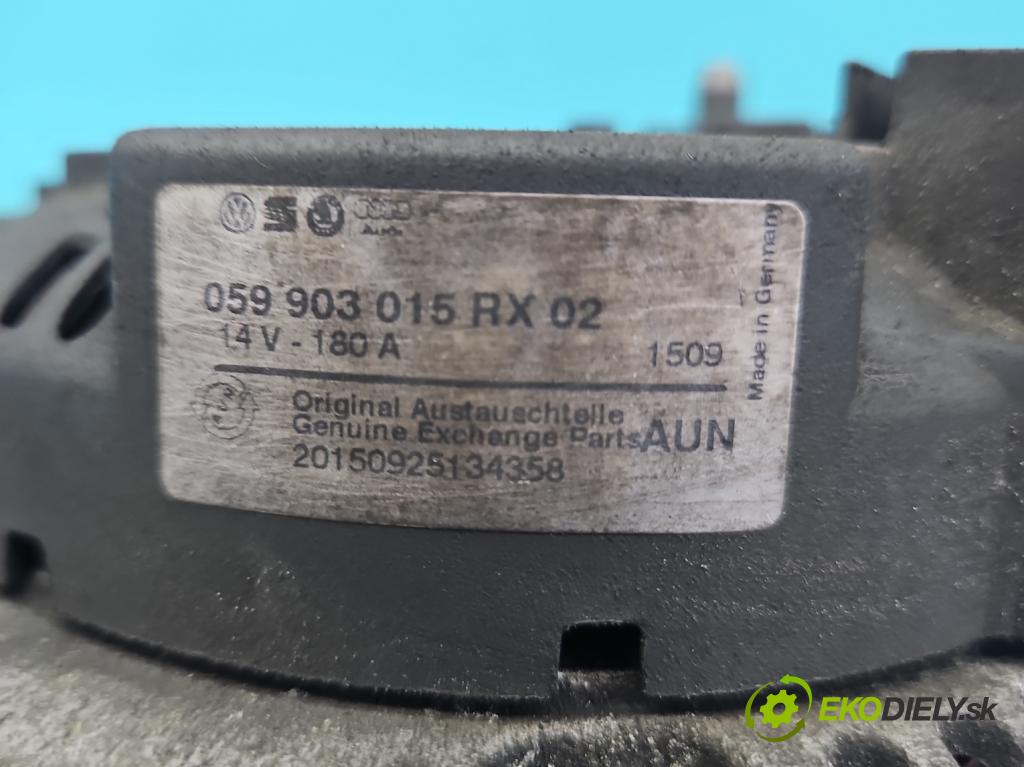 Audi
059 903 015 RX 02
14 V - 180 A 1509
Original Austauschteile
Genuine Exchange Parts AUN
20150925134358
Made in Germany
EKODIELY.sk